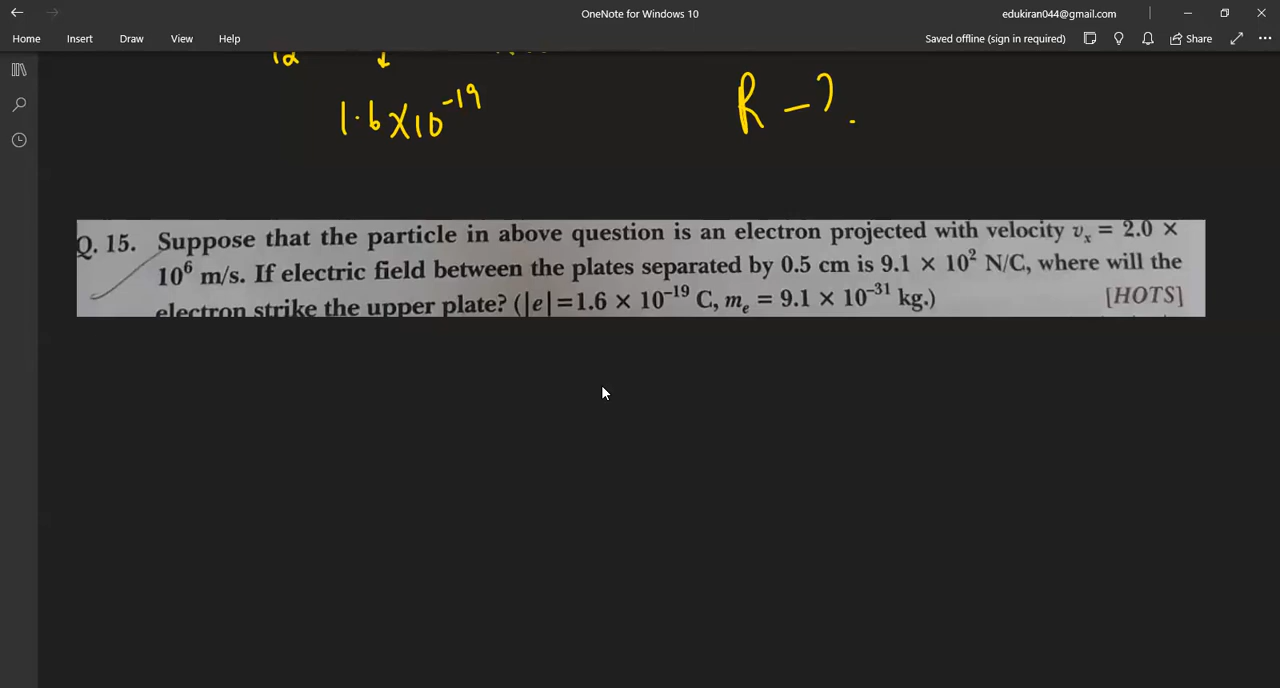 OneNote for Windows 10
edukiran044@gmail.com
Home Insert Draw View Help
Saved offline (sign in required)
Share
1.6×10⁻¹⁹
R – ?.
Q. 15. Suppose that the particle in above question is an electron projected with velocity vₓ = 2.0 ×
10⁶ m/s. If electric field between the plates separated by 0.5 cm is 9.1 × 10² N/C, where will the
electron strike the upper plate? (|e|=1.6 × 10⁻¹⁹ C, mₑ = 9.1 × 10⁻³¹ kg.) [HOTS]